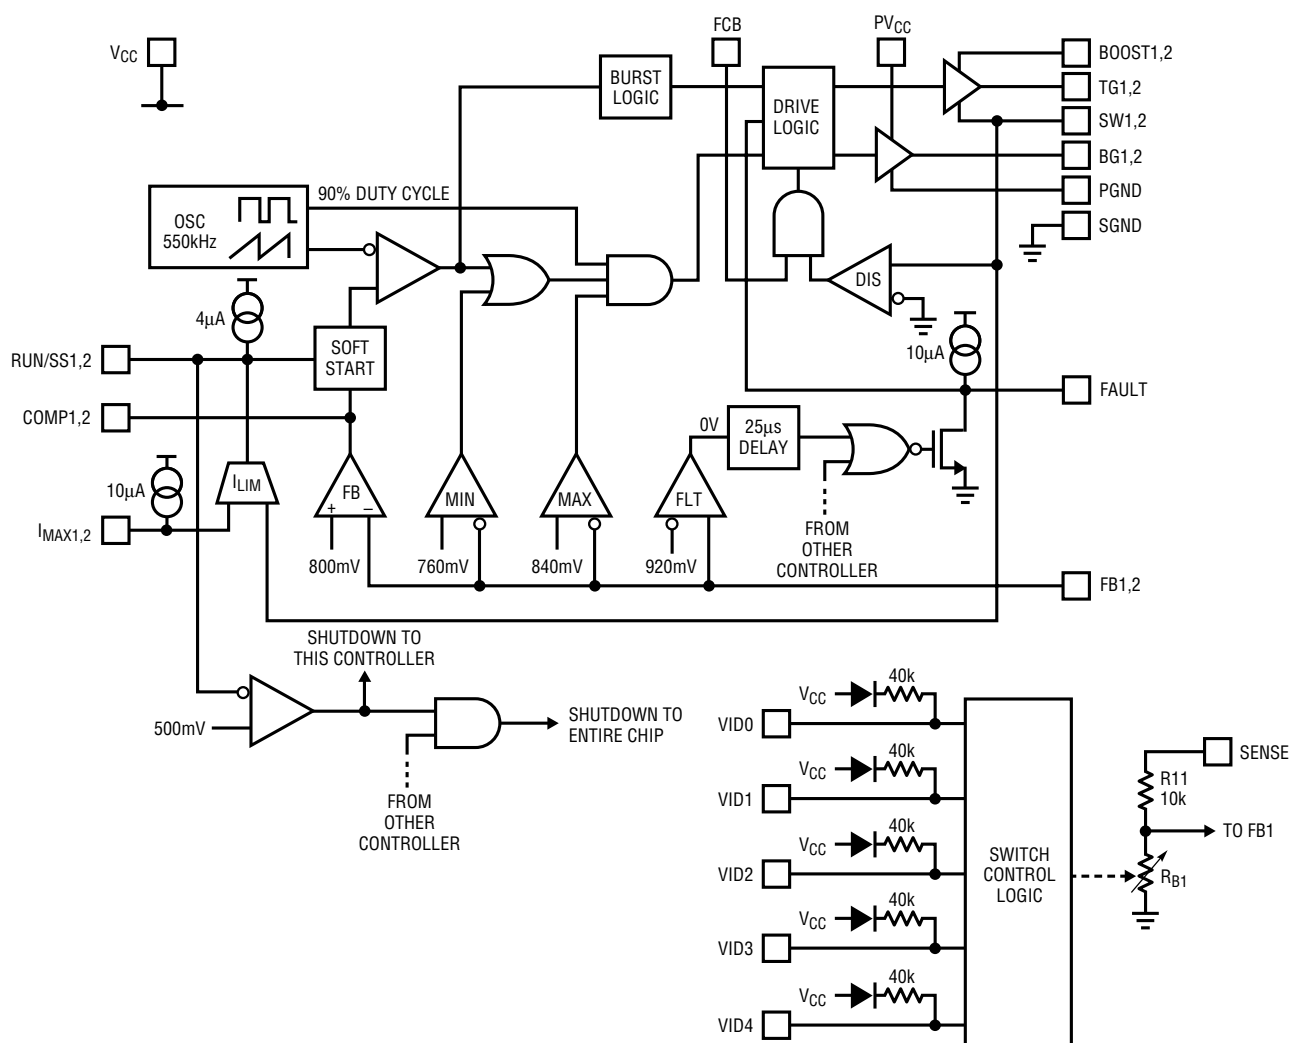 VCC
FCB
PVCC
BURST
LOGIC
DRIVE
LOGIC
BOOST1,2
TG1,2
SW1,2
BG1,2
PGND
SGND
OSC
550kHz
90% DUTY CYCLE
DIS
4µA
RUN/SS1,2
SOFT
START
10µA
FAULT
COMP1,2
0V
25µs
DELAY
10µA
ILIM
IMAX1,2
FB
+ −
MIN
MAX
FLT
800mV
760mV
840mV
920mV
FROM
OTHER
CONTROLLER
FB1,2
SHUTDOWN TO
THIS CONTROLLER
500mV
SHUTDOWN TO
ENTIRE CHIP
FROM
OTHER
CONTROLLER
VCC
40k
VID0
VCC
40k
VID1
VCC
40k
VID2
VCC
40k
VID3
VCC
40k
VID4
SWITCH
CONTROL
LOGIC
SENSE
R11
10k
TO FB1
RB1